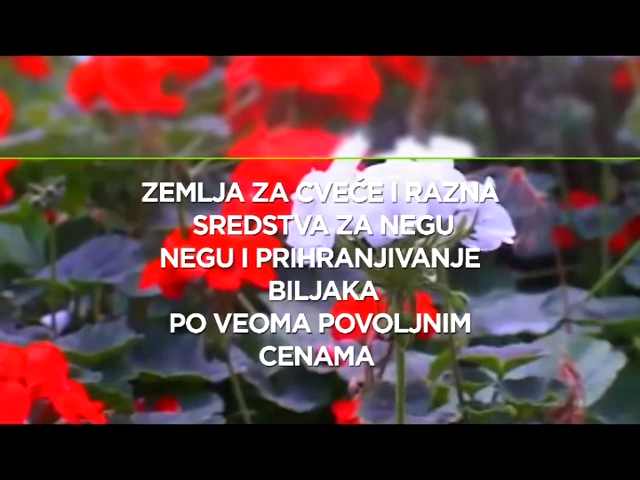 ZEMLJA ZA CVEĆE I RAZNA
SREDSTVA ZA NEGU
NEGU I PRIHRANJIVANJE
BILJAKA
PO VEOMA POVOLJNIM
CENAMA